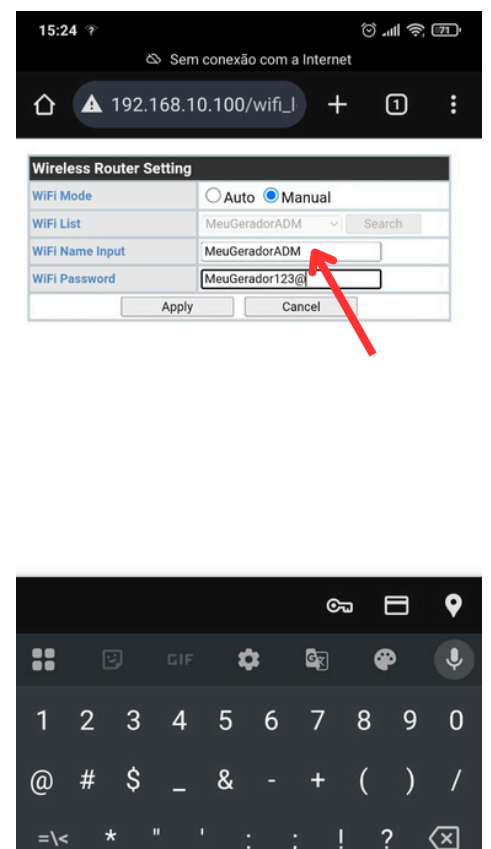 15:24 ? 71
Sem conexão com a Internet
192.168.10.100/wifi_l 1
Wireless Router Setting
WiFi Mode Auto Manual
WiFi List MeuGeradorADM Search
WiFi Name Input MeuGeradorADM
WiFi Password MeuGerador123@
Apply Cancel
GIF
1 2 3 4 5 6 7 8 9 0
@ # $ _ & - + ( ) /
=\< * " ' : ; ! ?